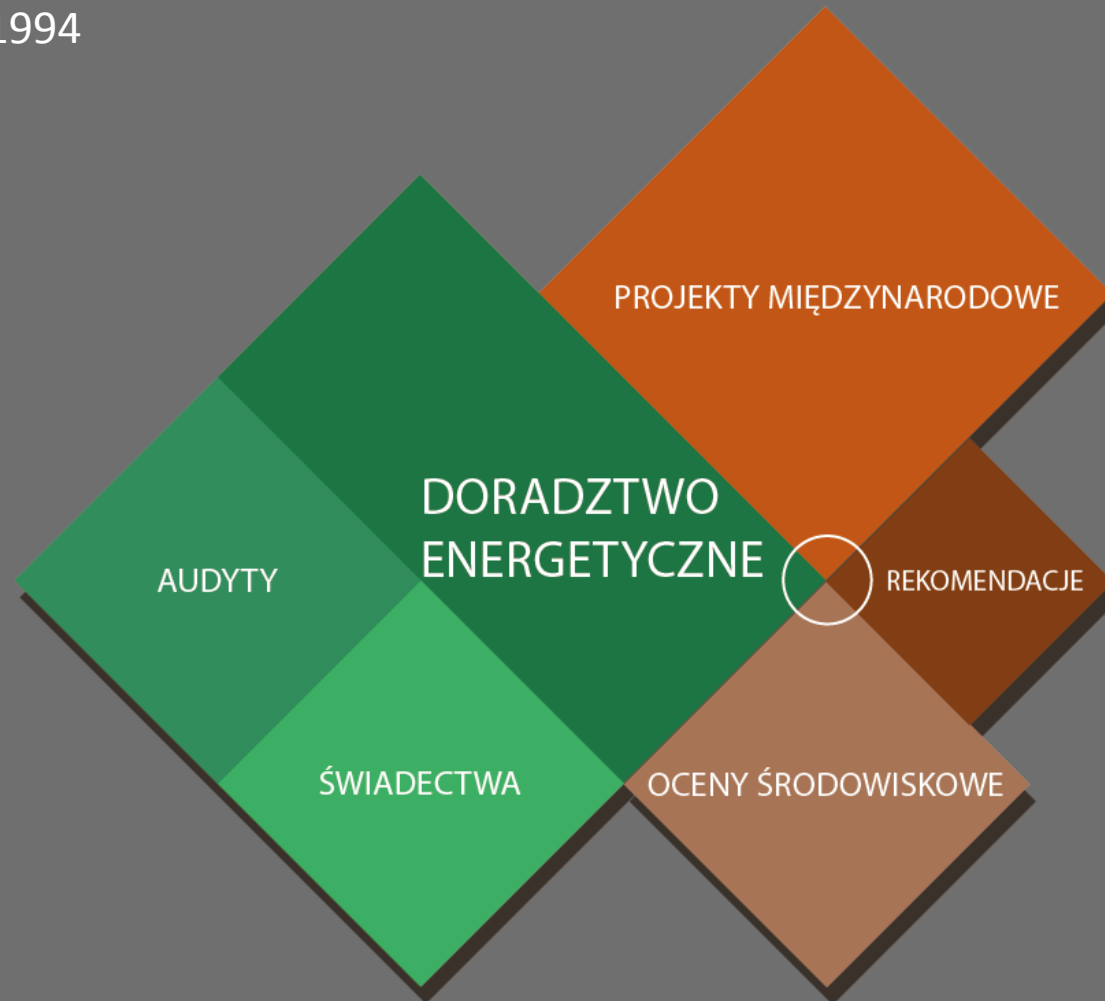 1994
PROJEKTY MIĘDZYNARODOWE
DORADZTWO
ENERGETYCZNE
AUDYTY
REKOMENDACJE
ŚWIADECTWA
OCENY ŚRODOWISKOWE